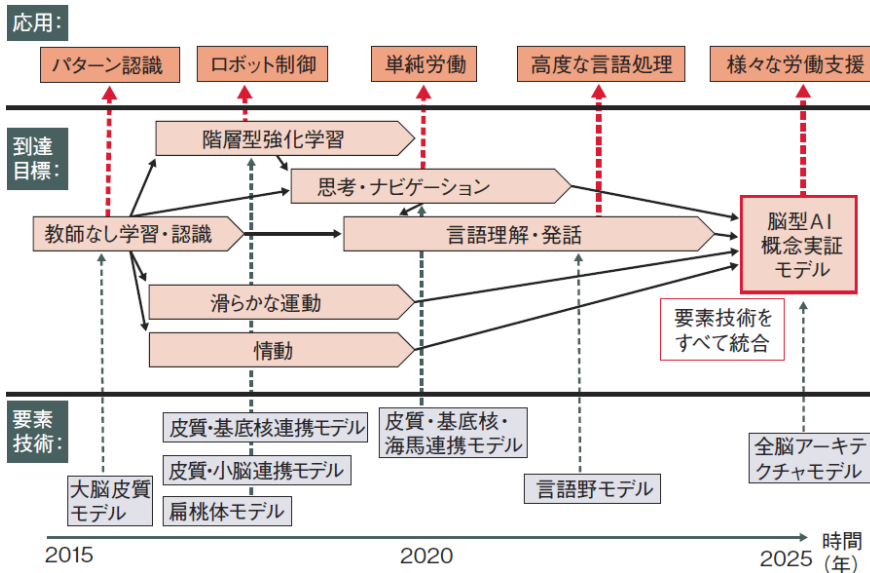 応用：
パターン認識
ロボット制御
単純労働
高度な言語処理
様々な労働支援
到達
目標：
階層型強化学習
思考・ナビゲーション
教師なし学習・認識
言語理解・発話
脳型AI
概念実証
モデル
滑らかな運動
情動
要素技術を
すべて統合
要素
技術：
皮質・基底核連携モデル
皮質・基底核・
海馬連携モデル
皮質・小脳連携モデル
全脳アーキテ
クチャモデル
大脳皮質
モデル
扁桃体モデル
言語野モデル
2015
2020
2025
時間
（年）